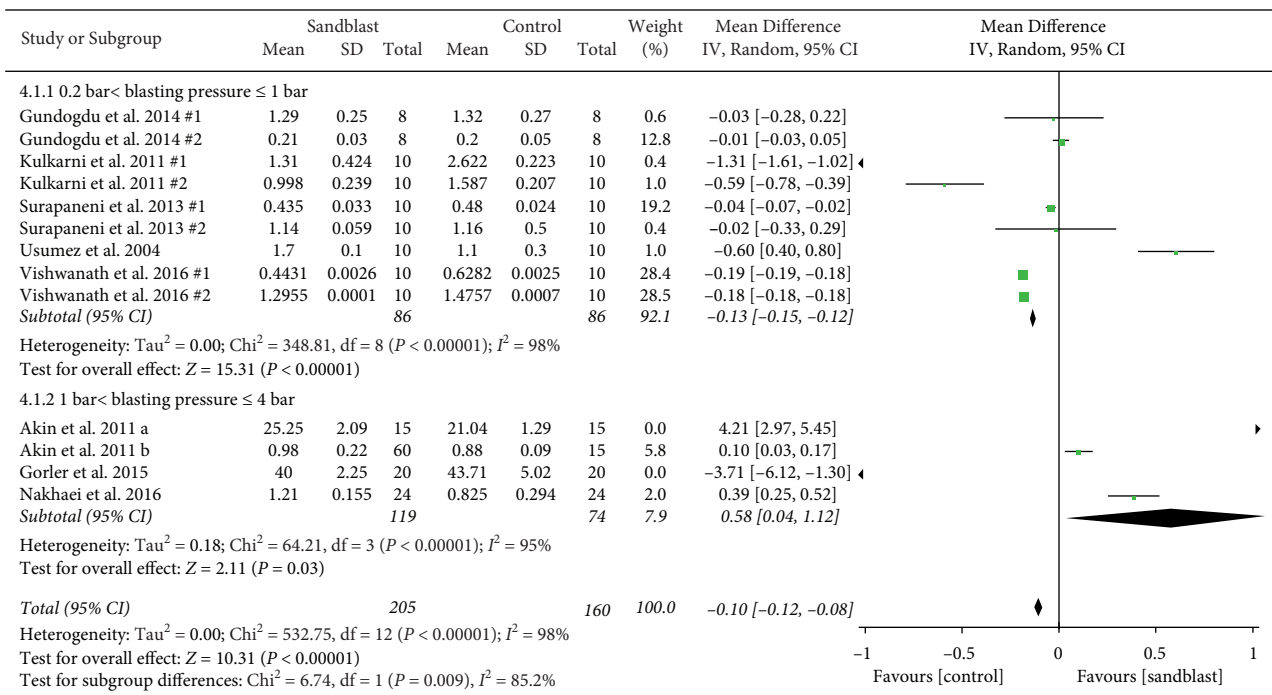 Study or Subgroup Sandblast Control Weight Mean Difference Mean Difference
Mean SD Total Mean SD Total (%) IV, Random, 95% CI IV, Random, 95% CI
4.1.1 0.2 bar< blasting pressure ≤ 1 bar
Gundogdu et al. 2014 #1 1.29 0.25 8 1.32 0.27 8 0.6 –0.03 [–0.28, 0.22]
Gundogdu et al. 2014 #2 0.21 0.03 8 0.2 0.05 8 12.8 –0.01 [–0.03, 0.05]
Kulkarni et al. 2011 #1 1.31 0.424 10 2.622 0.223 10 0.4 –1.31 [–1.61, –1.02]
Kulkarni et al. 2011 #2 0.998 0.239 10 1.587 0.207 10 1.0 –0.59 [–0.78, –0.39]
Surapaneni et al. 2013 #1 0.435 0.033 10 0.48 0.024 10 19.2 –0.04 [–0.07, –0.02]
Surapaneni et al. 2013 #2 1.14 0.059 10 1.16 0.5 10 0.4 –0.02 [–0.33, 0.29]
Usumez et al. 2004 1.7 0.1 10 1.1 0.3 10 1.0 –0.60 [0.40, 0.80]
Vishwanath et al. 2016 #1 0.4431 0.0026 10 0.6282 0.0025 10 28.4 –0.19 [–0.19, –0.18]
Vishwanath et al. 2016 #2 1.2955 0.0001 10 1.4757 0.0007 10 28.5 –0.18 [–0.18, –0.18]
Subtotal (95% CI) 86 86 92.1 –0.13 [–0.15, –0.12]
Heterogeneity: Tau² = 0.00; Chi² = 348.81, df = 8 (P < 0.00001); I² = 98%
Test for overall effect: Z = 15.31 (P < 0.00001)
4.1.2 1 bar< blasting pressure ≤ 4 bar
Akin et al. 2011 a 25.25 2.09 15 21.04 1.29 15 0.0 4.21 [2.97, 5.45]
Akin et al. 2011 b 0.98 0.22 60 0.88 0.09 15 5.8 0.10 [0.03, 0.17]
Gorler et al. 2015 40 2.25 20 43.71 5.02 20 0.0 –3.71 [–6.12, –1.30]
Nakhaei et al. 2016 1.21 0.155 24 0.825 0.294 24 2.0 0.39 [0.25, 0.52]
Subtotal (95% CI) 119 74 7.9 0.58 [0.04, 1.12]
Heterogeneity: Tau² = 0.18; Chi² = 64.21, df = 3 (P < 0.00001); I² = 95%
Test for overall effect: Z = 2.11 (P = 0.03)
Total (95% CI) 205 160 100.0 –0.10 [–0.12, –0.08]
Heterogeneity: Tau² = 0.00; Chi² = 532.75, df = 12 (P < 0.00001); I² = 98%
Test for overall effect: Z = 10.31 (P < 0.00001)
Test for subgroup differences: Chi² = 6.74, df = 1 (P = 0.009), I² = 85.2%
–1 –0.5 0 0.5 1
Favours [control] Favours [sandblast]